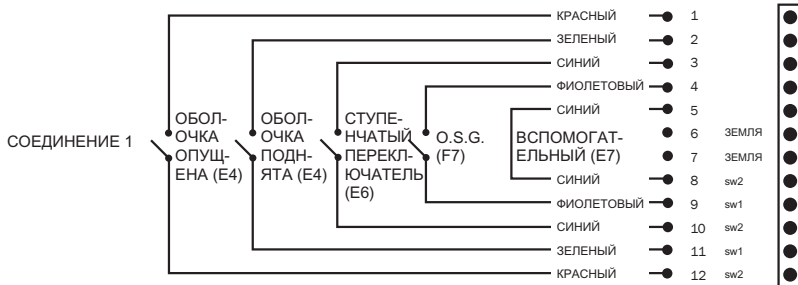 КРАСНЫЙ 1
ЗЕЛЕНЫЙ 2
СИНИЙ 3
ФИОЛЕТОВЫЙ 4
СИНИЙ 5
6 ЗЕМЛЯ
7 ЗЕМЛЯ
СИНИЙ 8 sw2
ФИОЛЕТОВЫЙ 9 sw1
СИНИЙ 10 sw2
ЗЕЛЕНЫЙ 11 sw1
КРАСНЫЙ 12 sw2
СОЕДИНЕНИЕ 1
ОБОЛ-
ОЧКА
ОПУЩ-
ЕНА (E4)
ОБОЛ-
ОЧКА
ПОДН-
ЯТА (E4)
СТУПЕ-
НЧАТЫЙ
ПЕРЕКЛ-
ЮЧАТЕЛЬ
(E6)
O.S.G.
(F7)
ВСПОМОГАТ-
ЕЛЬНЫЙ (E7)